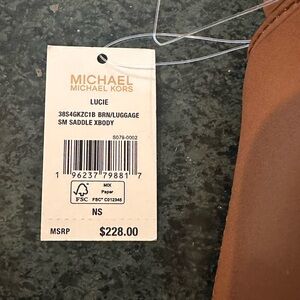 MICHAEL
MICHAEL KORS
LUCIE
38S4GKZC1B BRN/LUGGAGE
SM SADDLE XBODY
S079-0002
1 96237 79881 7
FSC
MIX
Paper
FSC® C012345
NS
MSRP $228.00